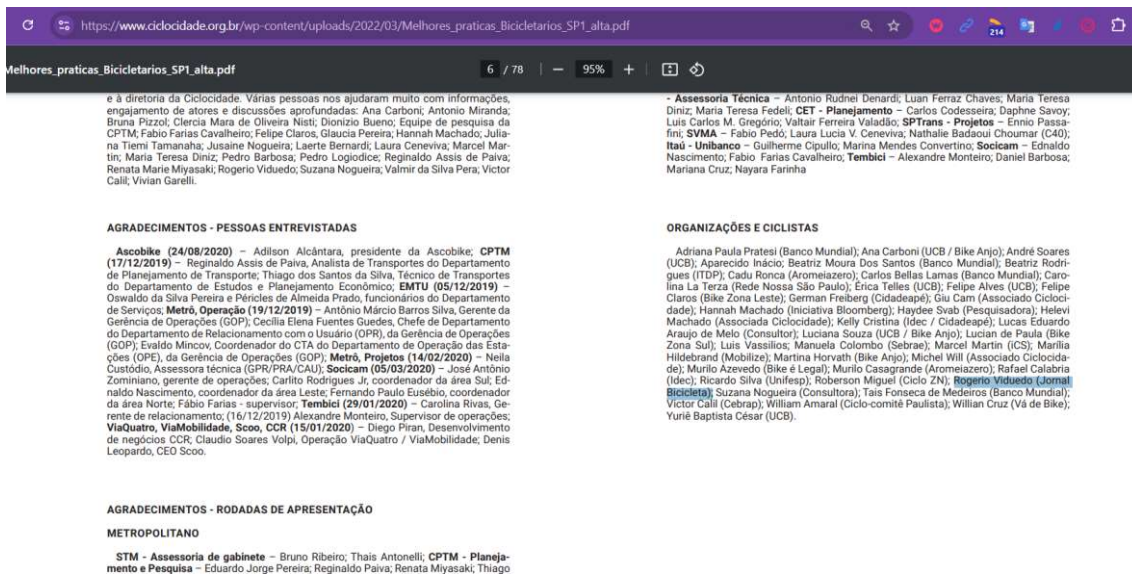 https://www.ciclocidade.org.br/wp-content/uploads/2022/03/Melhores_praticas_Bicicletarios_SP1_alta.pdf
214
Melhores_praticas_Bicicletarios_SP1_alta.pdf
6 / 78 | — 95% +
e à diretoria da Ciclocidade. Várias pessoas nos ajudaram muito com informações,
engajamento de atores e discussões aprofundadas: Ana Carboni; Antonio Miranda;
Bruna Pizzol; Clercia Mara de Oliveira Nisti; Dionizio Bueno; Equipe de pesquisa da
CPTM; Fabio Farias Cavalheiro; Felipe Claros, Glaucia Pereira; Hannah Machado; Julia-
na Tiemi Tamanaha; Jusaine Nogueira; Laerte Bernardi; Laura Ceneviva; Marcel Mar-
tin; Maria Teresa Diniz; Pedro Barbosa; Pedro Logiodice; Reginaldo Assis de Paiva;
Renata Marie Miyasaki; Rogerio Viduedo; Suzana Nogueira; Valmir da Silva Pera; Victor
Calil; Vivian Garelli.
AGRADECIMENTOS - PESSOAS ENTREVISTADAS
Ascobike (24/08/2020) – Adilson Alcântara, presidente da Ascobike; CPTM
(17/12/2019) – Reginaldo Assis de Paiva, Analista de Transportes do Departamento
de Planejamento de Transporte; Thiago dos Santos da Silva, Técnico de Transportes
do Departamento de Estudos e Planejamento Econômico; EMTU (05/12/2019) –
Oswaldo da Silva Pereira e Péricles de Almeida Prado, funcionários do Departamento
de Serviços; Metrô, Operação (19/12/2019) – Antônio Márcio Barros Silva, Gerente da
Gerência de Operações (GOP); Cecília Elena Fuentes Guedes, Chefe de Departamento
do Departamento de Relacionamento com o Usuário (OPR), da Gerência de Operações
(GOP); Evaldo Mincov, Coordenador do CTA do Departamento de Operação das Esta-
ções (OPE), da Gerência de Operações (GOP); Metrô, Projetos (14/02/2020) – Neila
Custódio, Assessora técnica (GPR/PRA/CAU); Socicam (05/03/2020) – José Antônio
Zominiano, gerente de operações; Carlito Rodrigues Jr, coordenador da área Sul; Ed-
naldo Nascimento, coordenador da área Leste; Fernando Paulo Eusébio, coordenador
da área Norte; Fábio Farias - supervisor; Tembici (29/01/2020) – Carolina Rivas, Ge-
rente de relacionamento; (16/12/2019) Alexandre Monteiro, Supervisor de operações;
ViaQuatro, ViaMobilidade, Scoo, CCR (15/01/2020) – Diego Piran, Desenvolvimento
de negócios CCR; Claudio Soares Volpi, Operação ViaQuatro / ViaMobilidade; Denis
Leopardo, CEO Scoo.
AGRADECIMENTOS - RODADAS DE APRESENTAÇÃO
METROPOLITANO
STM - Assessoria de gabinete – Bruno Ribeiro; Thais Antonelli; CPTM - Planeja-
mento e Pesquisa – Eduardo Jorge Pereira; Reginaldo Paiva; Renata Miyasaki; Thiago
- Assessoria Técnica – Antonio Rudnei Denardi; Luan Ferraz Chaves; Maria Teresa
Diniz; Maria Teresa Fedeli; CET - Planejamento – Carlos Codesseira; Daphne Savoy;
Luis Carlos M. Gregório; Valtair Ferreira Valadão; SPTrans - Projetos – Ennio Passa-
fini; SVMA – Fabio Pedó; Laura Lucia V. Ceneviva; Nathalie Badaoui Choumar (C40);
Itaú - Unibanco – Guilherme Cipullo; Marina Mendes Convertino; Socicam – Ednaldo
Nascimento; Fabio Farias Cavalheiro; Tembici – Alexandre Monteiro; Daniel Barbosa;
Mariana Cruz; Nayara Farinha
ORGANIZAÇÕES E CICLISTAS
Adriana Paula Pratesi (Banco Mundial); Ana Carboni (UCB / Bike Anjo); André Soares
(UCB); Aparecido Inácio; Beatriz Moura Dos Santos (Banco Mundial); Beatriz Rodri-
gues (ITDP); Cadu Ronca (Aromeiazero); Carlos Bellas Lamas (Banco Mundial); Caro-
lina La Terza (Rede Nossa São Paulo); Érica Telles (UCB); Felipe Alves (UCB); Felipe
Claros (Bike Zona Leste); German Freiberg (Cidadeapé); Giu Cam (Associado Cicloci-
dade); Hannah Machado (Iniciativa Bloomberg); Haydee Svab (Pesquisadora); Helevi
Machado (Associada Ciclocidade); Kelly Cristina (Idec / Cidadeapé); Lucas Eduardo
Araujo de Melo (Consultor); Luciana Souza (UCB / Bike Anjo); Lucian de Paula (Bike
Zona Sul); Luis Vassilios; Manuela Colombo (Sebrae); Marcel Martin (iCS); Marília
Hildebrand (Mobilize); Martina Horvath (Bike Anjo); Michel Will (Associado Ciclocida-
de); Murilo Azevedo (Bike é Legal); Murilo Casagrande (Aromeiazero); Rafael Calabria
(Idec); Ricardo Silva (Unifesp); Roberson Miguel (Ciclo ZN); Rogerio Viduedo (Jornal
Bicicleta); Suzana Nogueira (Consultora); Tais Fonseca de Medeiros (Banco Mundial);
Victor Calil (Cebrap); William Amaral (Ciclo-comitê Paulista); Willian Cruz (Vá de Bike);
Yuriê Baptista César (UCB).